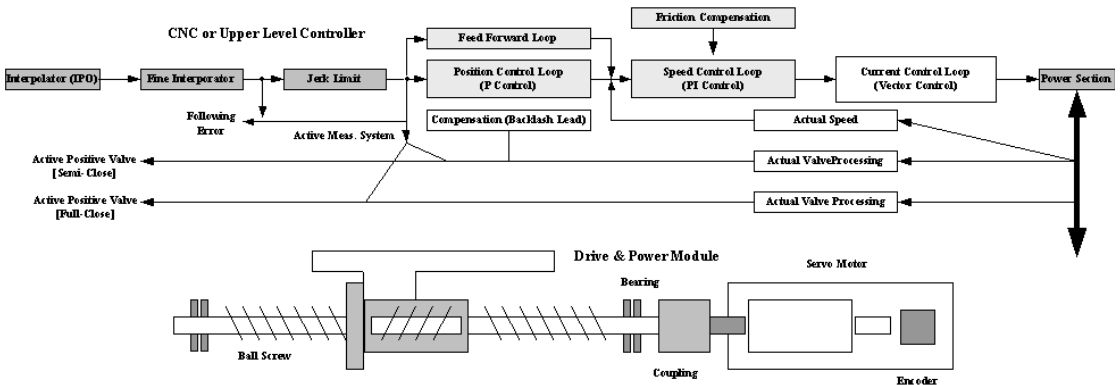 CNC or Upper Level Controller
Friction Compensation
Feed Forward Loop
Interpolator (IPO)
Fine Interporator
Jerk Limit
Position Control Loop
(P Control)
Speed Control Loop
(PI Control)
Current Control Loop
(Vector Control)
Power Section
Following
Error
Active Meas. System
Compensation (Backdash Lead)
Actual Speed
Active Positive Valve
[Semi-Close]
Actual ValveProcessing
Active Positive Valve
[Full-Close]
Actual Valve Processing
Drive & Power Module
Servo Motor
Bearing
Ball Screw
Coupling
Encoder